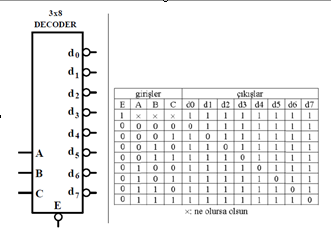 3x8
DECODER
d0
d1
d2
d3
d4
A d5
B d6
C d7
E
girişler çıkışlar
E A B C d0 d1 d2 d3 d4 d5 d6 d7
1 × × × 1 1 1 1 1 1 1 1
0 0 0 0 0 1 1 1 1 1 1 1
0 0 0 1 1 0 1 1 1 1 1 1
0 0 1 0 1 1 0 1 1 1 1 1
0 0 1 1 1 1 1 0 1 1 1 1
0 1 0 0 1 1 1 1 0 1 1 1
0 1 0 1 1 1 1 1 1 0 1 1
0 1 1 0 1 1 1 1 1 1 0 1
0 1 1 1 1 1 1 1 1 1 1 0
×: ne olursa olsun